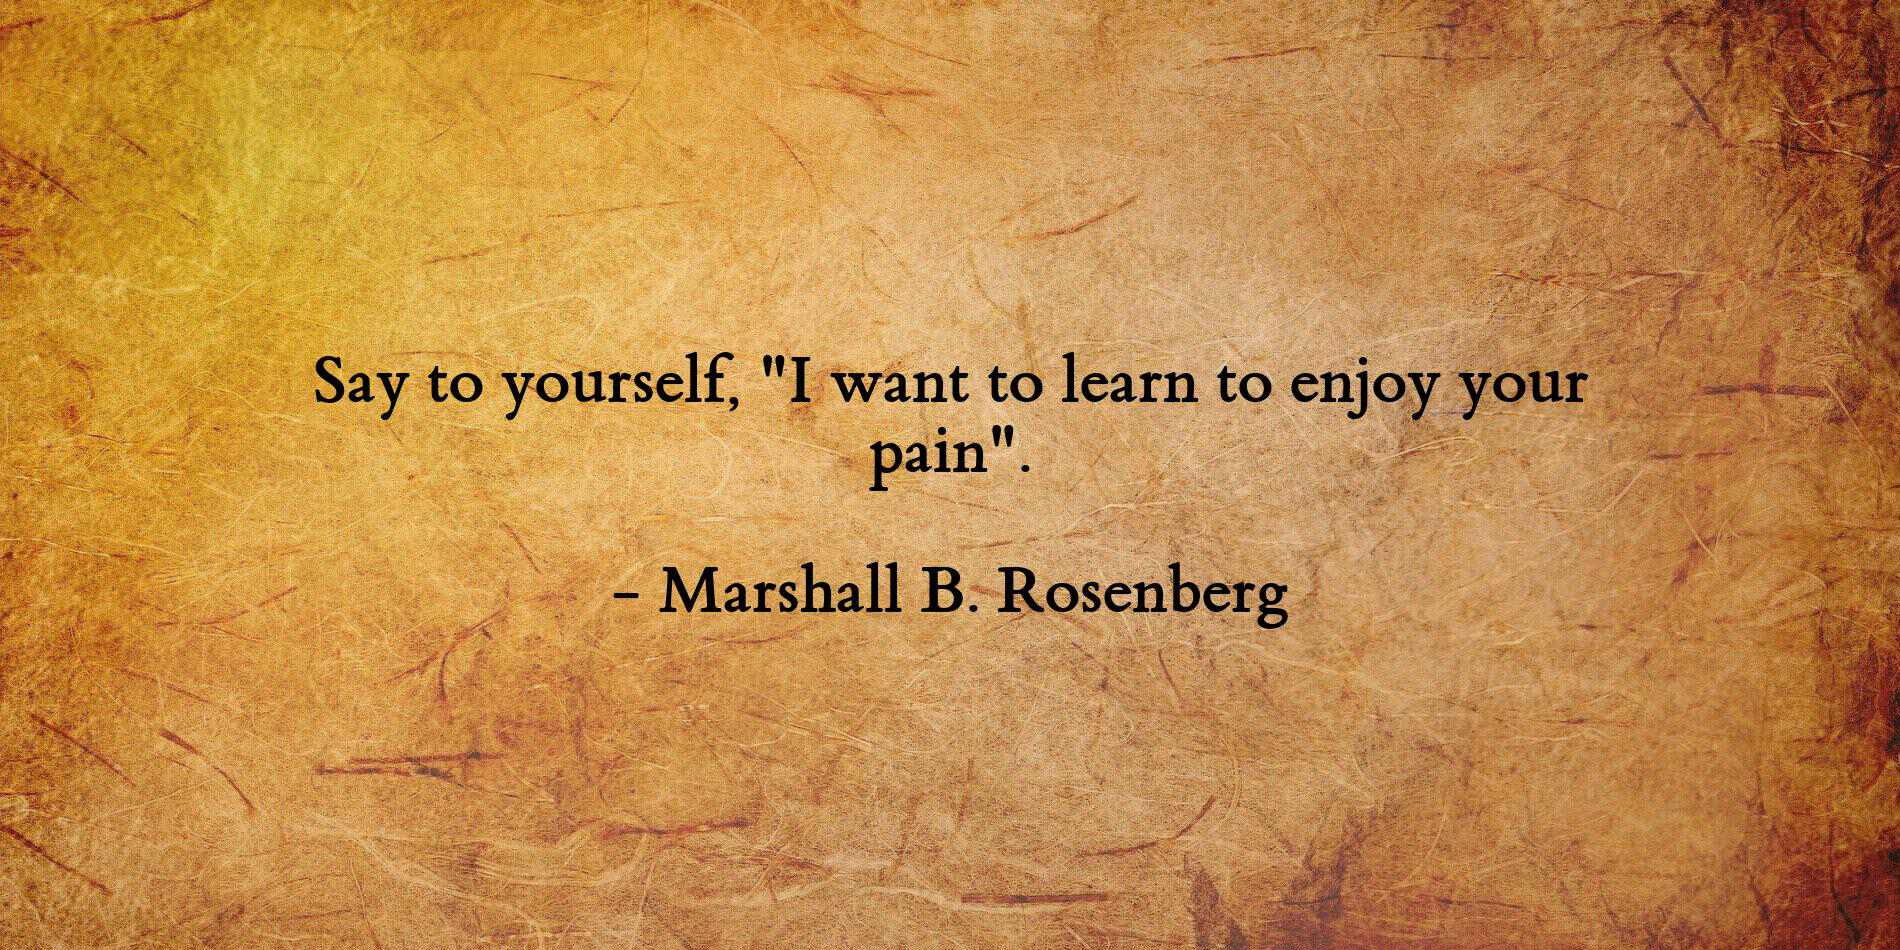 Say to yourself, "I want to learn to enjoy your
pain".
– Marshall B. Rosenberg